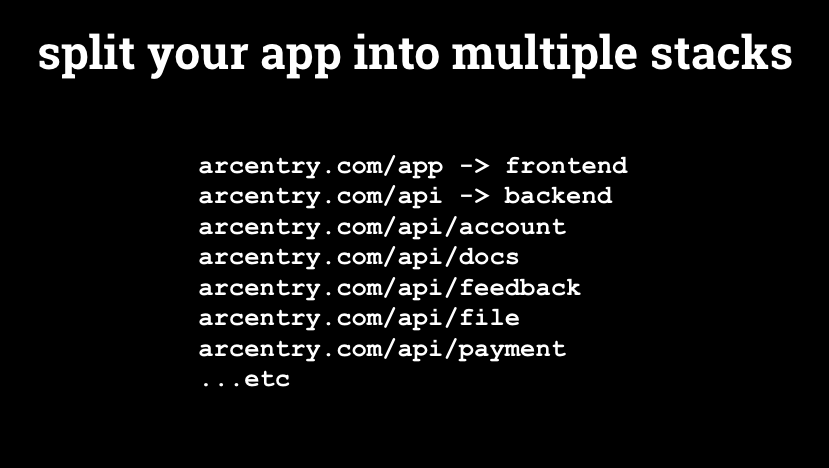 split your app into multiple stacks
arcentry.com/app -> frontend
arcentry.com/api -> backend
arcentry.com/api/account
arcentry.com/api/docs
arcentry.com/api/feedback
arcentry.com/api/file
arcentry.com/api/payment
...etc